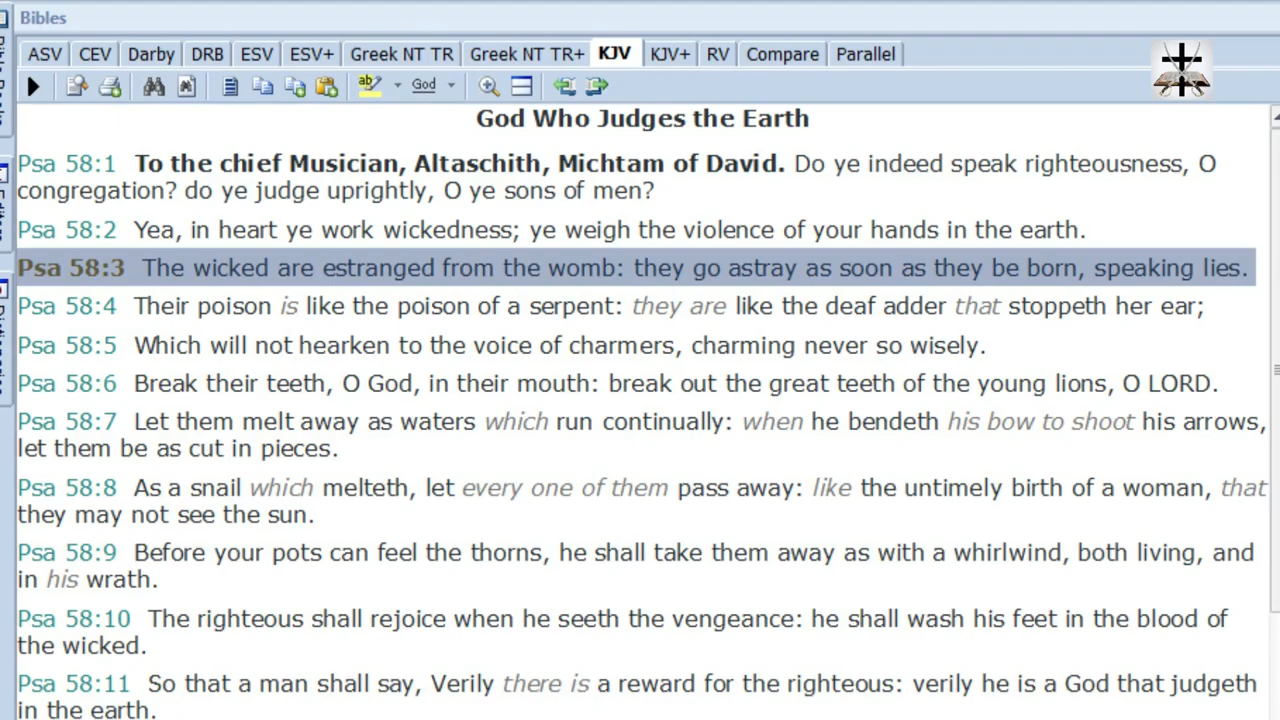 Bibles
ASV CEV Darby DRB ESV ESV+ Greek NT TR Greek NT TR+ KJV KJV+ RV Compare Parallel
God
God Who Judges the Earth
Psa 58:1 To the chief Musician, Altaschith, Michtam of David. Do ye indeed speak righteousness, O
congregation? do ye judge uprightly, O ye sons of men?
Psa 58:2 Yea, in heart ye work wickedness; ye weigh the violence of your hands in the earth.
Psa 58:3 The wicked are estranged from the womb: they go astray as soon as they be born, speaking lies.
Psa 58:4 Their poison is like the poison of a serpent: they are like the deaf adder that stoppeth her ear;
Psa 58:5 Which will not hearken to the voice of charmers, charming never so wisely.
Psa 58:6 Break their teeth, O God, in their mouth: break out the great teeth of the young lions, O LORD.
Psa 58:7 Let them melt away as waters which run continually: when he bendeth his bow to shoot his arrows,
let them be as cut in pieces.
Psa 58:8 As a snail which melteth, let every one of them pass away: like the untimely birth of a woman, that
they may not see the sun.
Psa 58:9 Before your pots can feel the thorns, he shall take them away as with a whirlwind, both living, and
in his wrath.
Psa 58:10 The righteous shall rejoice when he seeth the vengeance: he shall wash his feet in the blood of
the wicked.
Psa 58:11 So that a man shall say, Verily there is a reward for the righteous: verily he is a God that judgeth
in the earth.